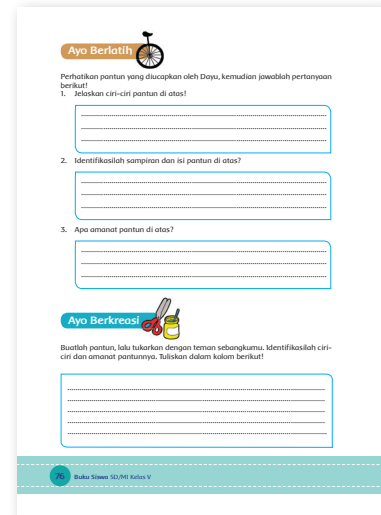 Ayo Berlatih
Perhatikan pantun yang diucapkan oleh Dayu, kemudian jawablah pertanyaan
berikut!
1. Jelaskan ciri-ciri pantun di atas!
2. Identifikasilah sampiran dan isi pantun di atas?
3. Apa amanat pantun di atas?
Ayo Berkreasi
Buatlah pantun, lalu tukarkan dengan teman sebangkumu. Identifikasilah ciri-
ciri dan amanat pantunnya. Tuliskan dalam kolom berikut!
76 Buku Siswa SD/MI Kelas V